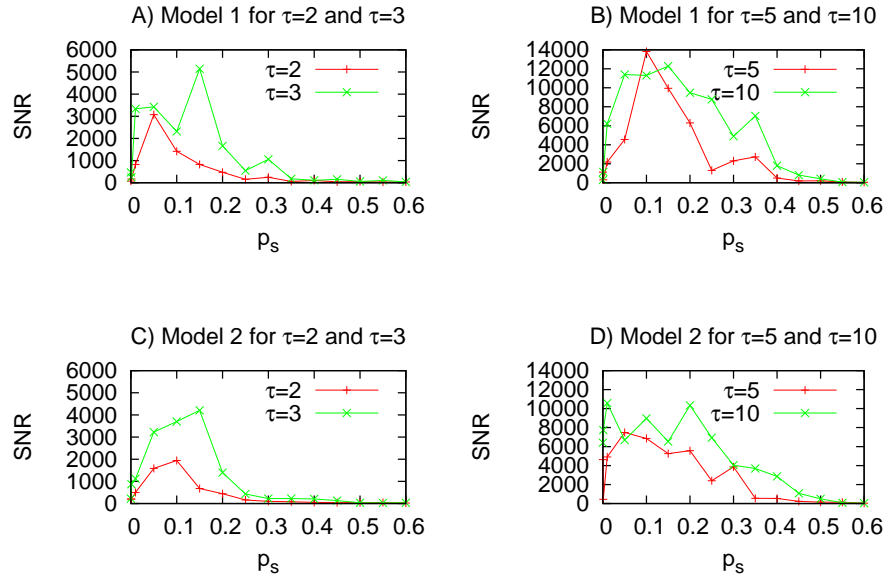 A) Model 1 for τ=2 and τ=3
B) Model 1 for τ=5 and τ=10
6000
5000
4000
3000
2000
1000
0
SNR
τ=2
τ=3
0 0.1 0.2 0.3 0.4 0.5 0.6
p_s
14000
12000
10000
8000
6000
4000
2000
0
SNR
τ=5
τ=10
0 0.1 0.2 0.3 0.4 0.5 0.6
p_s
C) Model 2 for τ=2 and τ=3
D) Model 2 for τ=5 and τ=10
6000
5000
4000
3000
2000
1000
0
SNR
τ=2
τ=3
0 0.1 0.2 0.3 0.4 0.5 0.6
p_s
14000
12000
10000
8000
6000
4000
2000
0
SNR
τ=5
τ=10
0 0.1 0.2 0.3 0.4 0.5 0.6
p_s